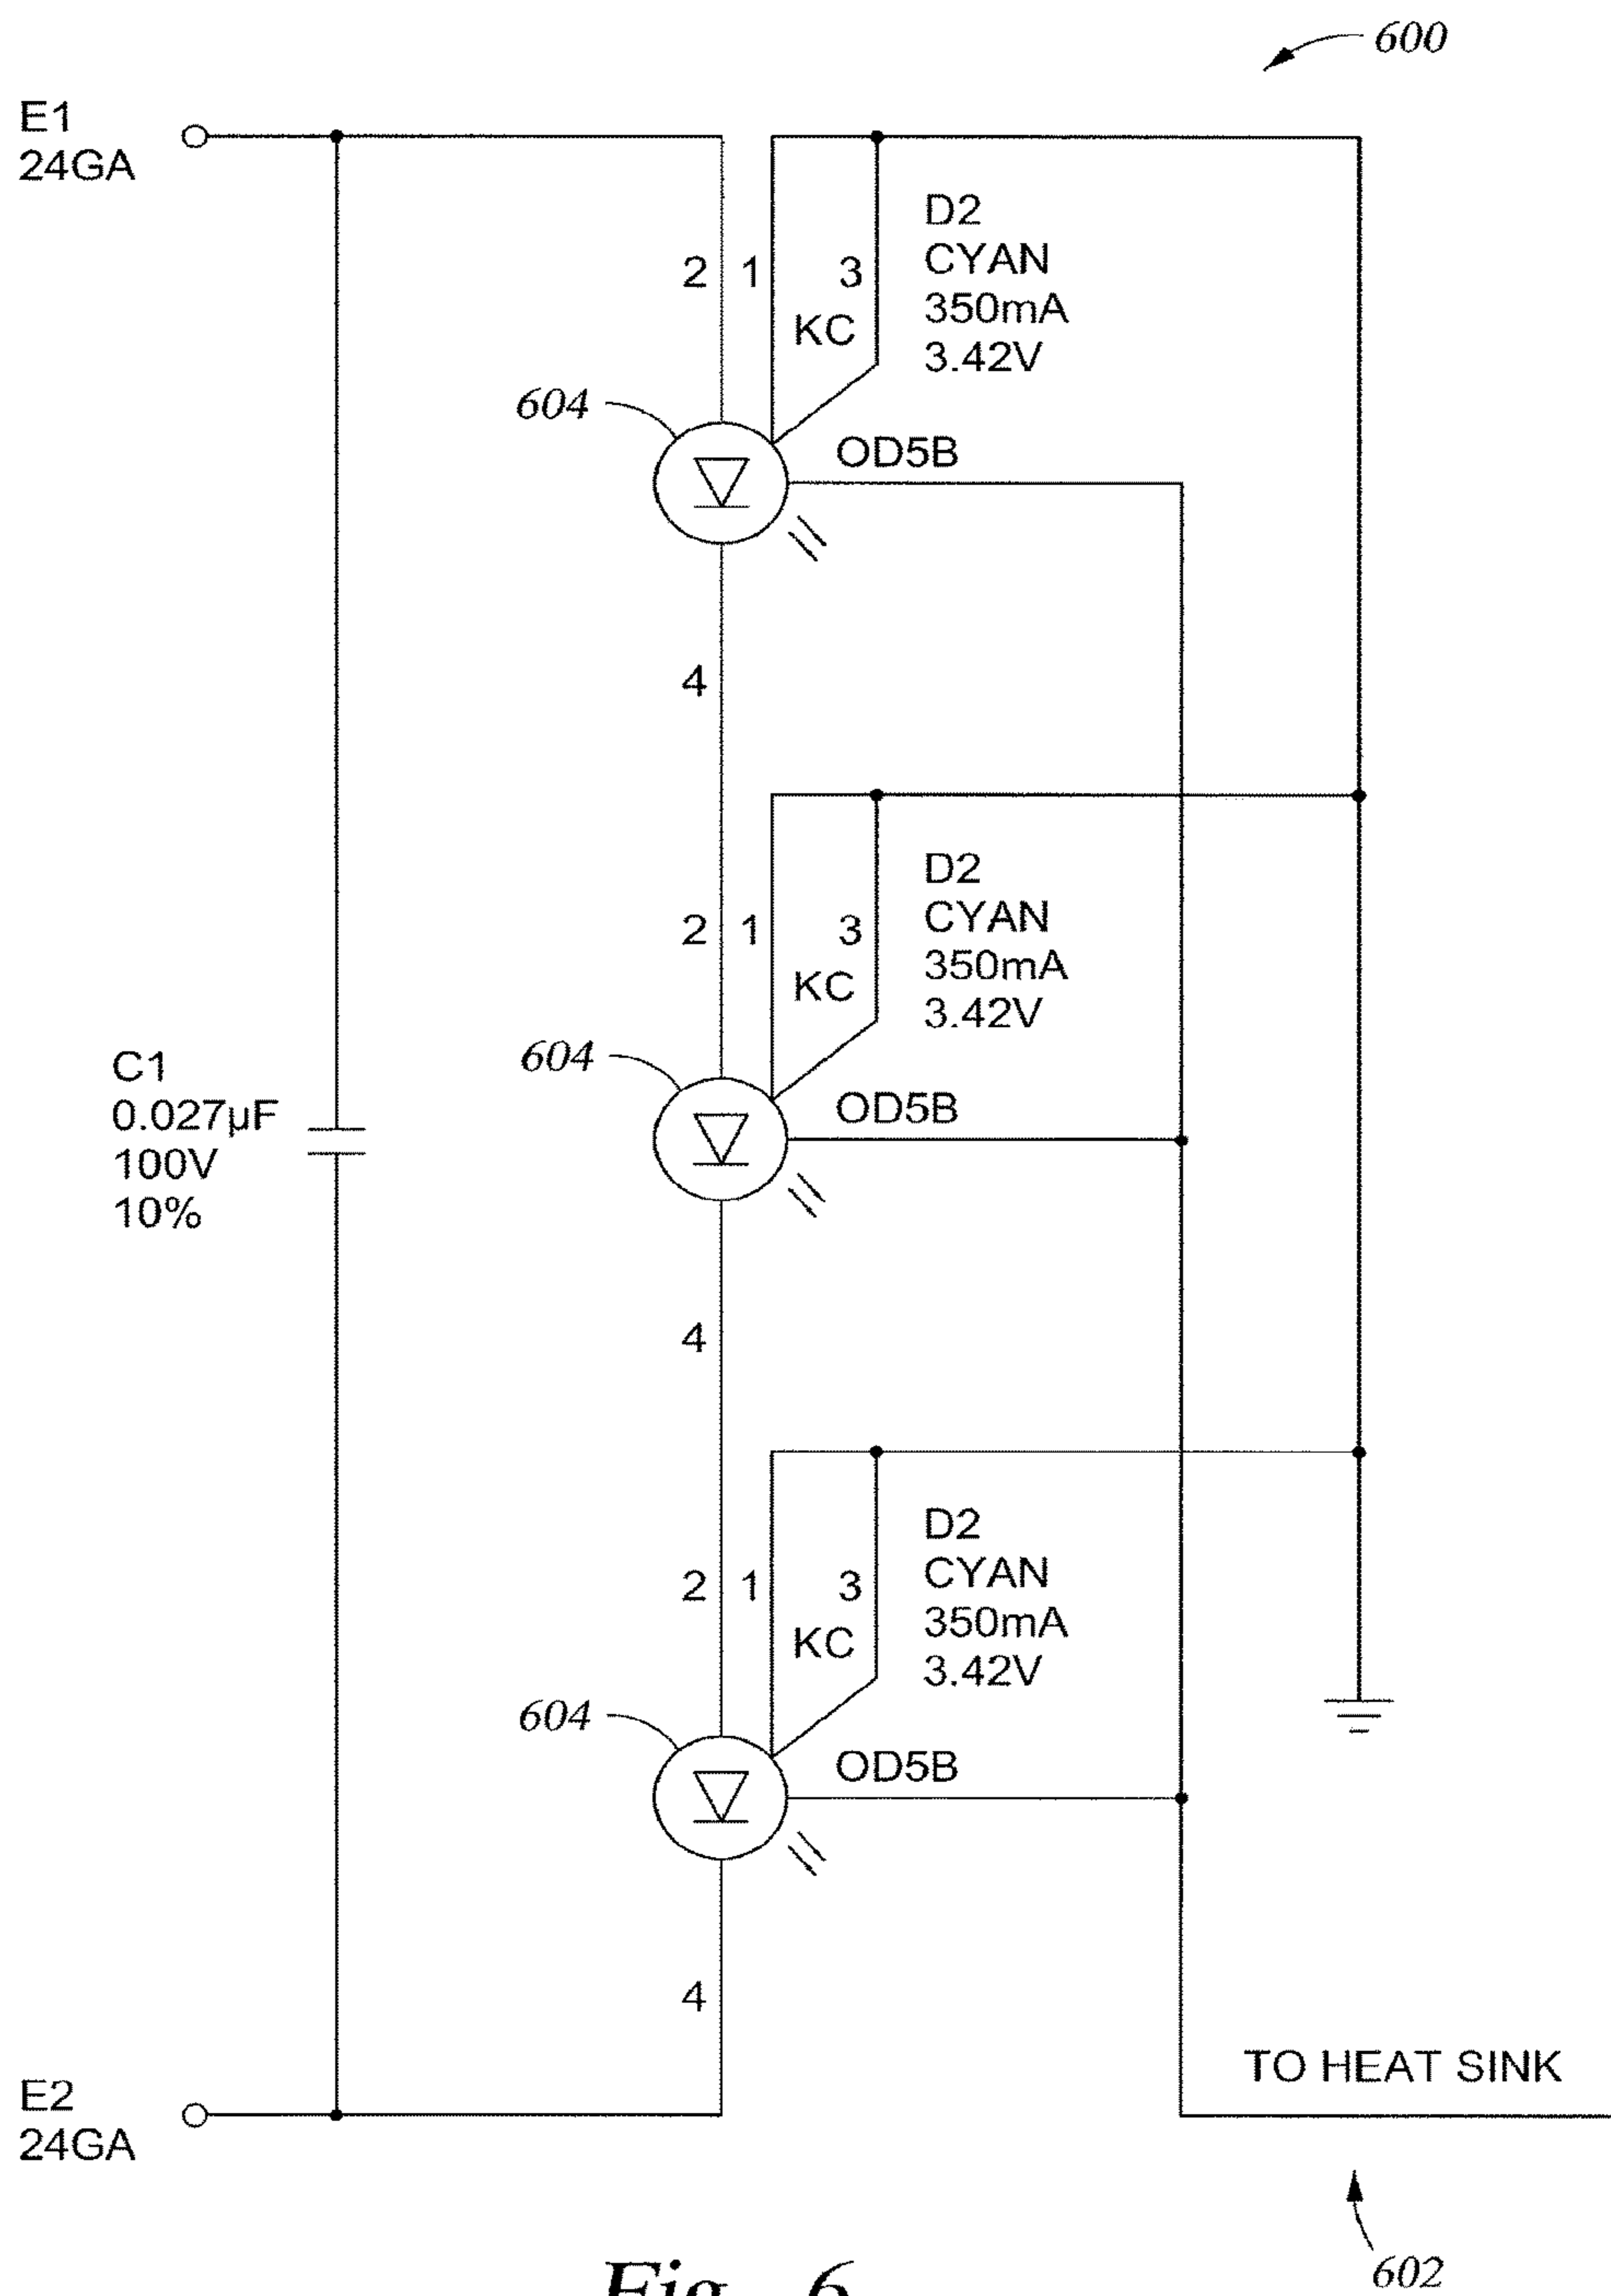 600
E1
24GA
2 1 3
KC
D2
CYAN
350mA
3.42V
604
OD5B
4
2 1 3
KC
D2
CYAN
350mA
3.42V
604
OD5B
C1
0.027µF
100V
10%
4
2 1 3
KC
D2
CYAN
350mA
3.42V
604
OD5B
4
TO HEAT SINK
E2
24GA
602
Fig. 6